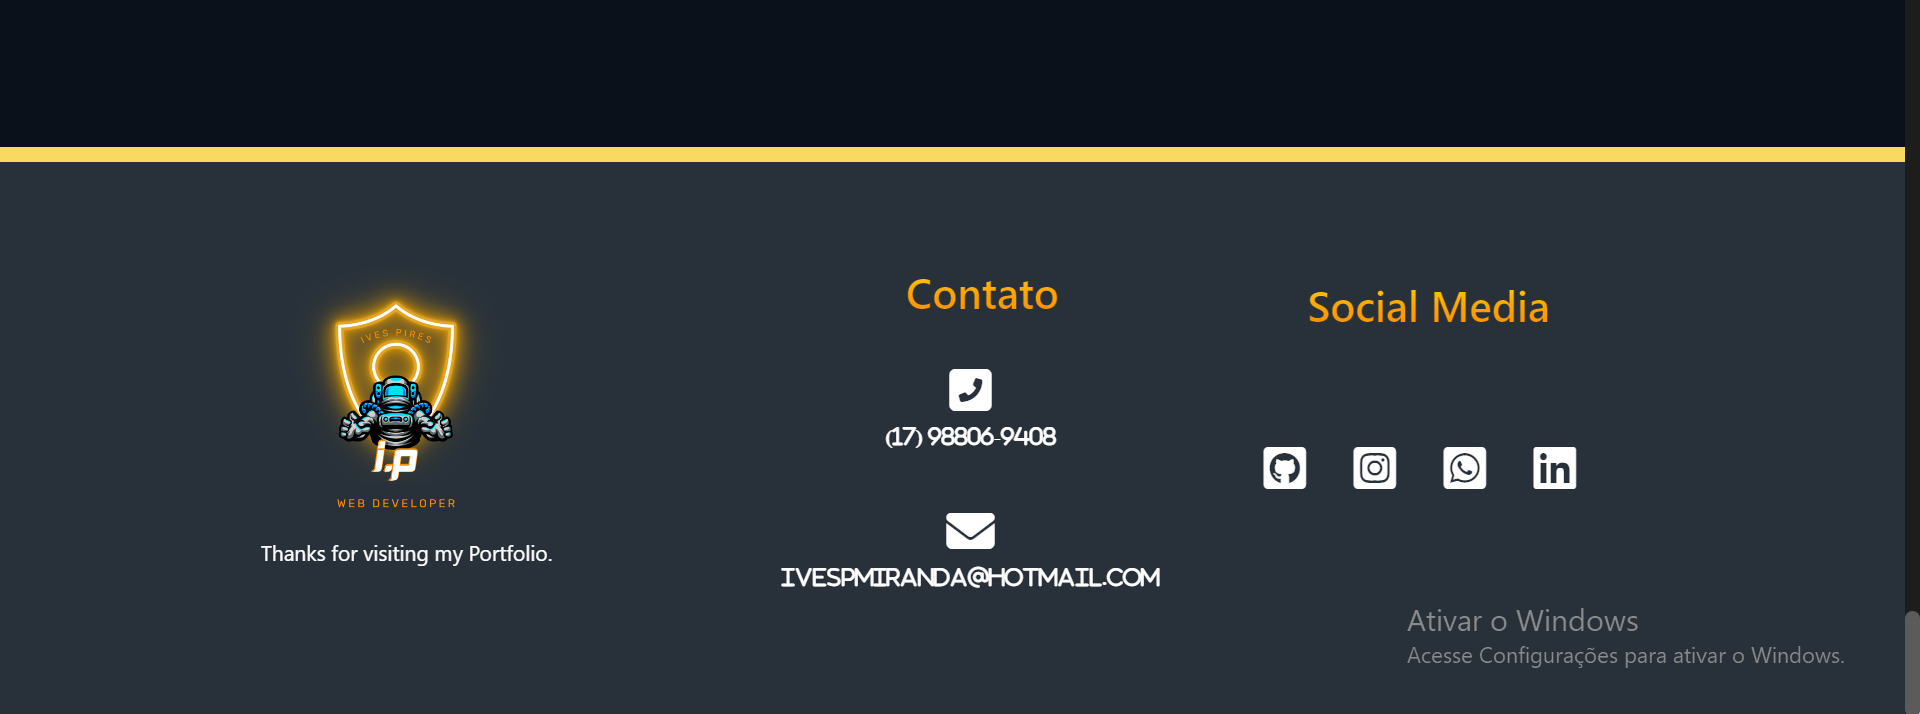 IVES PIRES
i.p
WEB DEVELOPER
Thanks for visiting my Portfolio.
Contato
(17) 98806-9408
IVESPMIRANDA@HOTMAIL.COM
Social Media
in
Ativar o Windows
Acesse Configurações para ativar o Windows.